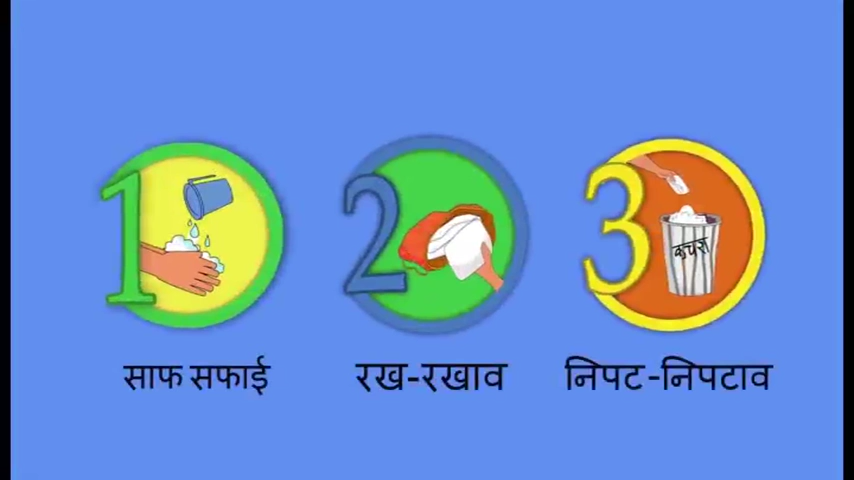 1
2
3
कचरा
साफ सफाई
रख-रखाव
निपट-निपटाव